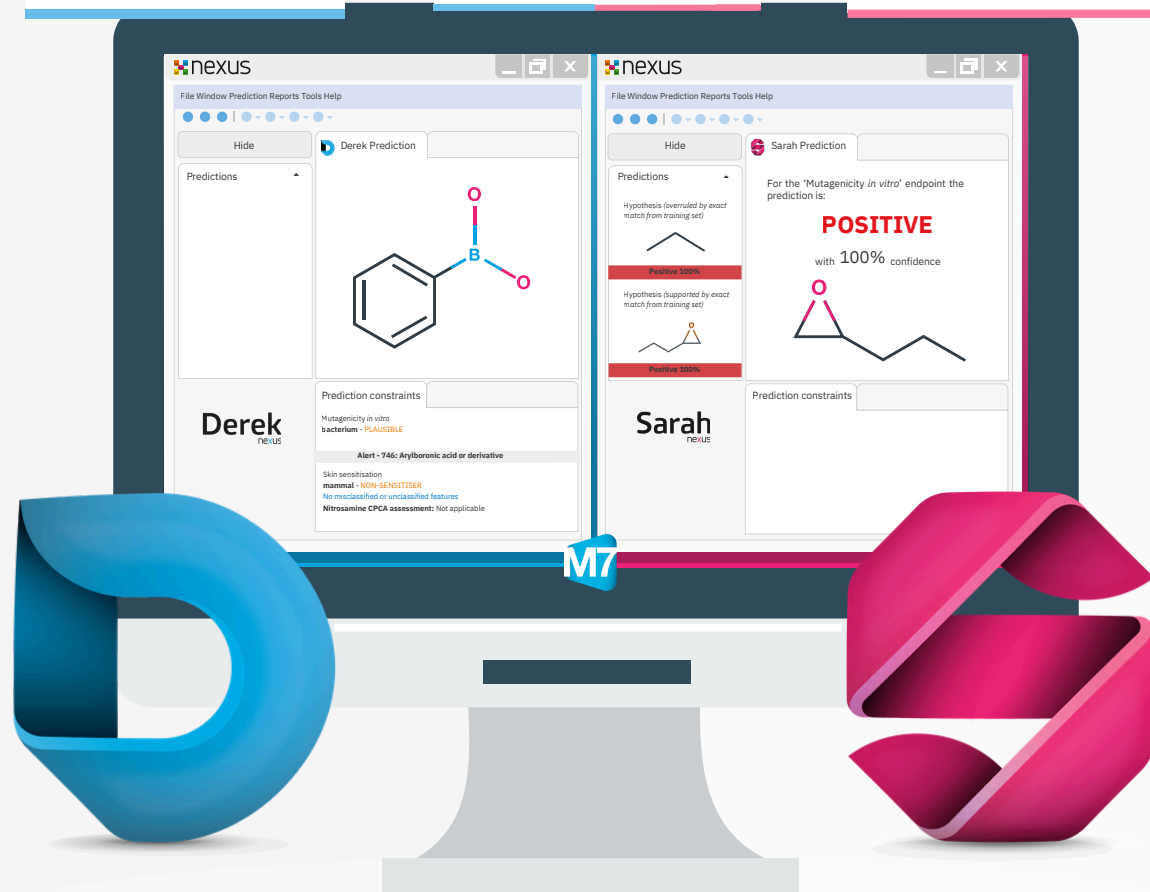 nexus
File Window Prediction Reports Tools Help
Hide
Derek Prediction
Predictions
O
B
O
Derek
nexus
Prediction constraints
Mutagenicity in vitro
bacterium - PLAUSIBLE
Alert - 746: Arylboronic acid or derivative
Skin sensitisation
mammal - NON-SENSITISER
No misclassified or unclassified features
Nitrosamine CPCA assessment: Not applicable
nexus
File Window Prediction Reports Tools Help
Hide
Sarah Prediction
Predictions
Hypothesis (overruled by exact
match from training set)
Positive 100%
Hypothesis (supported by exact
match from training set)
O
Positive 100%
For the ‘Mutagenicity in vitro’ endpoint the
prediction is:
POSITIVE
with 100% confidence
O
Sarah
nexus
Prediction constraints
M7